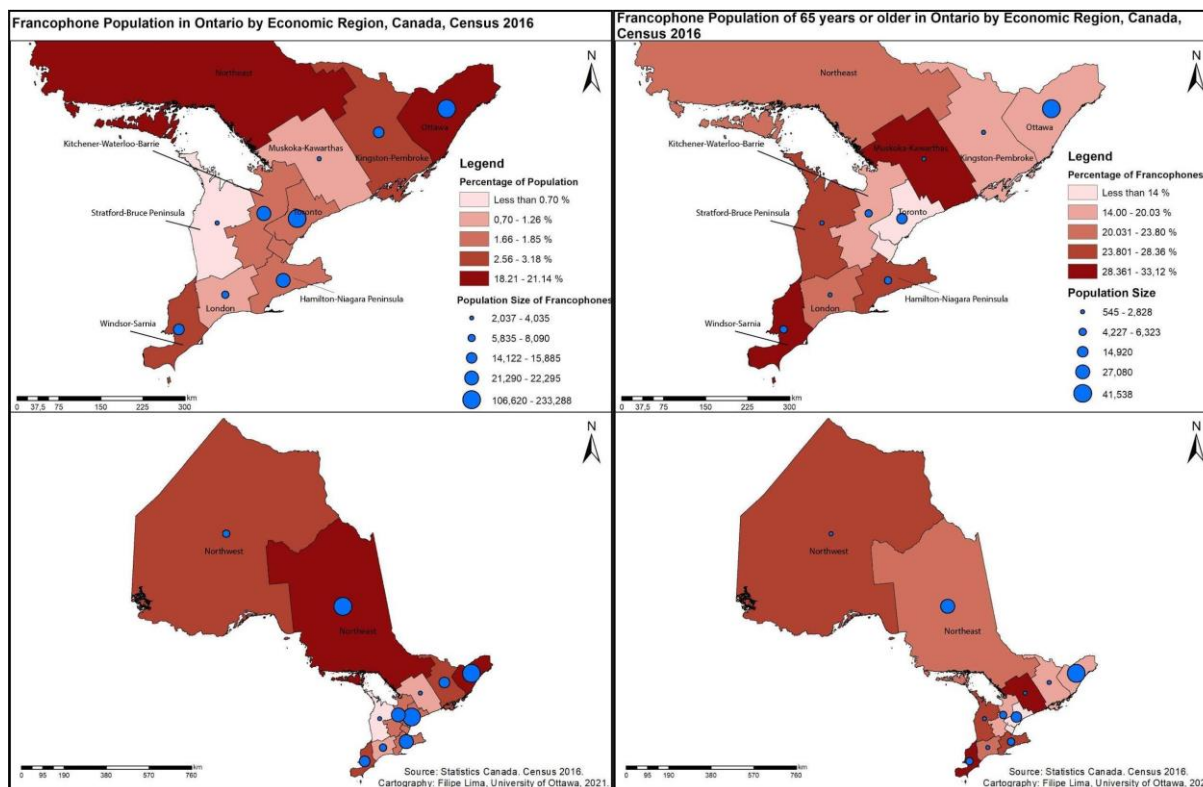 Francophone Population in Ontario by Economic Region, Canada, Census 2016
N
Northeast
Kitchener-Waterloo-Barrie
Muskoka-Kawarthas
Ottawa
Kingston-Pembroke
Stratford-Bruce Peninsula
Toronto
London
Hamilton-Niagara Peninsula
Windsor-Sarnia
Legend
Percentage of Population
Less than 0.70 %
0,70 - 1.26 %
1.66 - 1.85 %
2.56 - 3.18 %
18.21 - 21.14 %
Population Size of Francophones
2,037 - 4,035
5,835 - 8,090
14,122 - 15,885
21,290 - 22,295
106,620 - 233,288
km
0 37,5 75 150 225 300
N
Northwest
Northeast
km
0 95 190 380 570 760
Source: Statistics Canada. Census 2016.
Cartography: Filipe Lima, University of Ottawa, 2021.
Francophone Population of 65 years or older in Ontario by Economic Region, Canada,
Census 2016
N
Northeast
Kitchener-Waterloo-Barrie
Muskoka-Kawarthas
Ottawa
Kingston-Pembroke
Stratford-Bruce Peninsula
Toronto
London
Hamilton-Niagara Peninsula
Windsor-Sarnia
Legend
Percentage of Francophones
Less than 14 %
14.00 - 20.03 %
20.031 - 23.80 %
23.801 - 28.36 %
28.361 - 33,12 %
Population Size
545 - 2,828
4,227 - 6,323
14,920
27,080
41,538
km
0 37,5 75 150 225 300
N
Northwest
Northeast
km
0 95 190 380 570 760
Source: Statistics Canada. Census 2016.
Cartography: Filipe Lima, University of Ottawa, 202